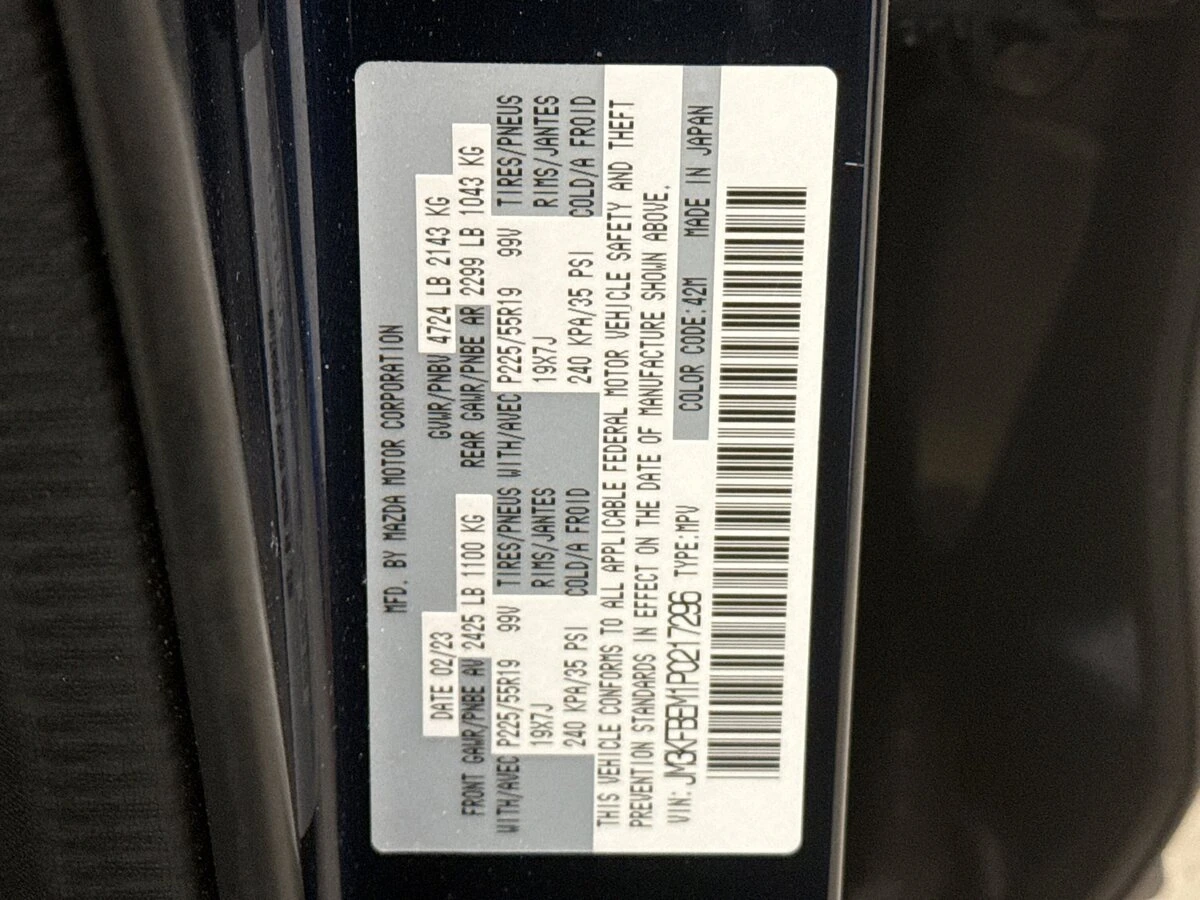 MFD. BY MAZDA MOTOR CORPORATION
DATE 02/23 GVWR/PNBV 4724 LB 2143 KG
FRONT GAWR/PNBE AV 2425 LB 1100 KG REAR GAWR/PNBE AR 2299 LB 1043 KG
WITH/AVEC P225/55R19 99V TIRES/PNEUS WITH/AVEC P225/55R19 99V TIRES/PNEUS
19X7J RIMS/JANTES 19X7J RIMS/JANTES
240 KPA/35 PSI COLD/A FROID 240 KPA/35 PSI COLD/A FROID
THIS VEHICLE CONFORMS TO ALL APPLICABLE FEDERAL MOTOR VEHICLE SAFETY AND THEFT
PREVENTION STANDARDS IN EFFECT ON THE DATE OF MANUFACTURE SHOWN ABOVE.
VIN: JM3KFBEM1P0217296 TYPE:MPV COLOR CODE:42M MADE IN JAPAN